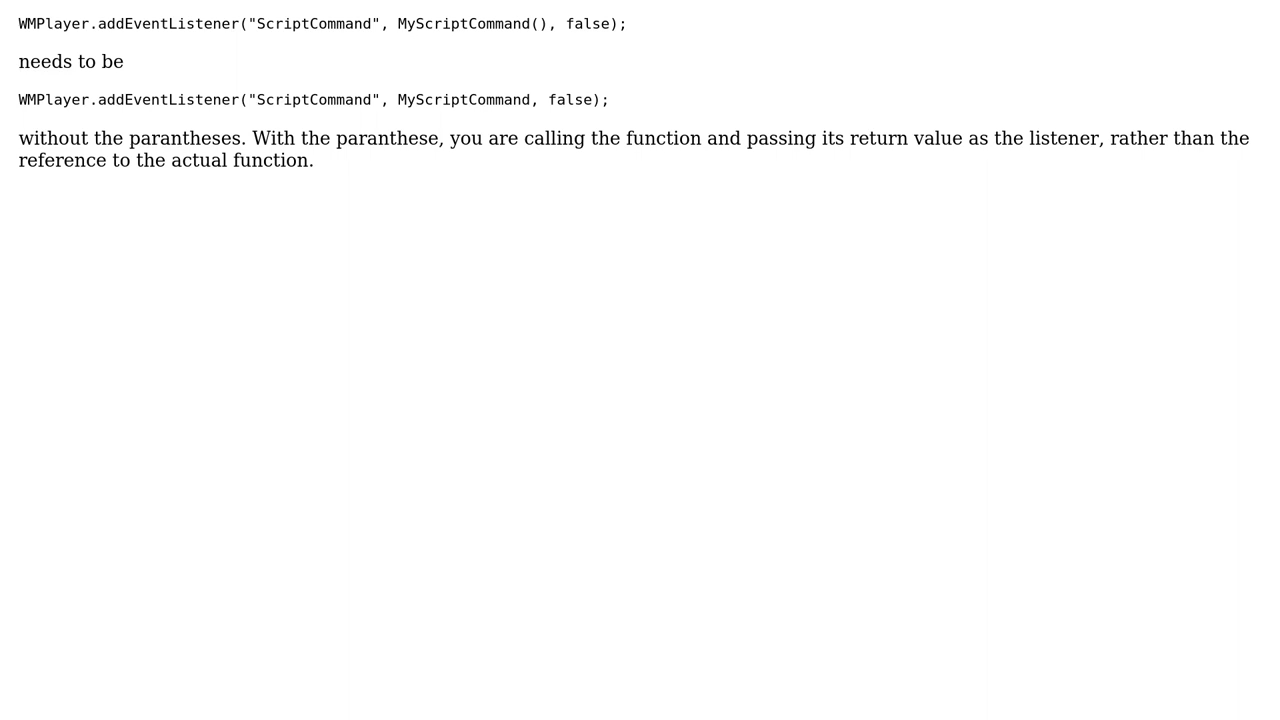 WMPlayer.addEventListener("ScriptCommand", MyScriptCommand(), false);
needs to be
WMPlayer.addEventListener("ScriptCommand", MyScriptCommand, false);
without the parantheses. With the paranthese, you are calling the function and passing its return value as the listener, rather than the
reference to the actual function.